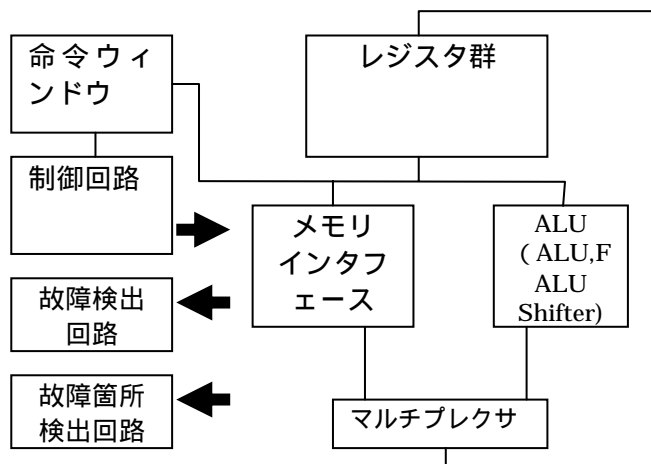 命令ウィ
ンドウ
レジスタ群
制御回路
メモリ
インタフ
ェース
ALU
( ALU,F
ALU
Shifter)
故障検出
回路
故障箇所
検出回路
マルチプレクサ